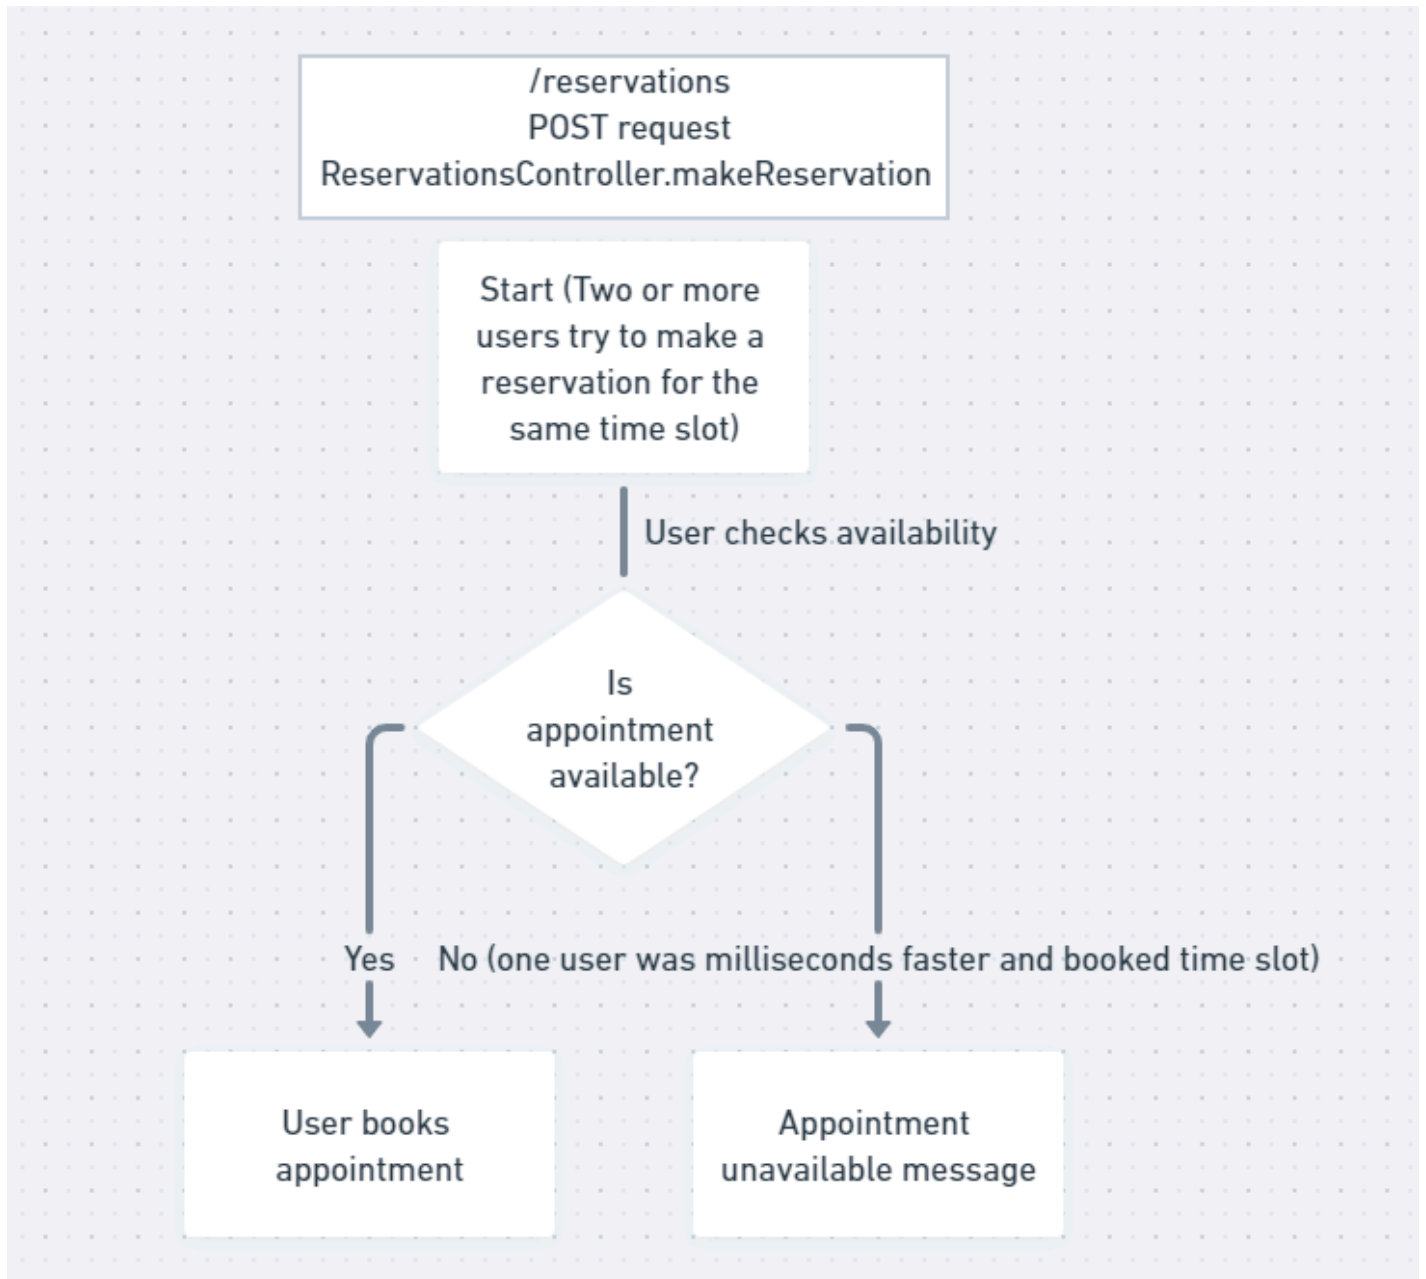 /reservations
POST request
ReservationsController.makeReservation
Start (Two or more
users try to make a
reservation for the
same time slot)
User checks availability
Is
appointment
available?
Yes
No (one user was milliseconds faster and booked time slot)
User books
appointment
Appointment
unavailable message